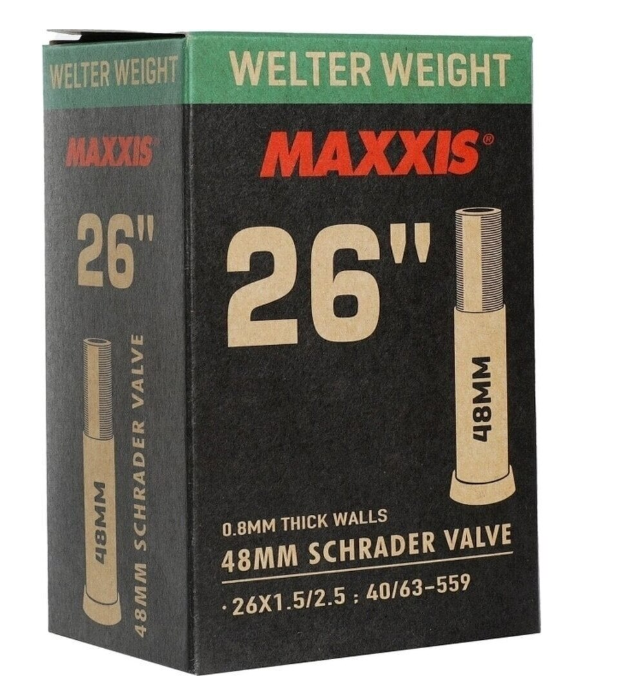 WELTER WEIGHT
MAXXIS
26"
48MM
48MM SCHRADER VALVE
WELTER WEIGHT
MAXXIS®
26"
48MM
0.8MM THICK WALLS
48MM SCHRADER VALVE
·26X1.5/2.5 ; 40/63-559